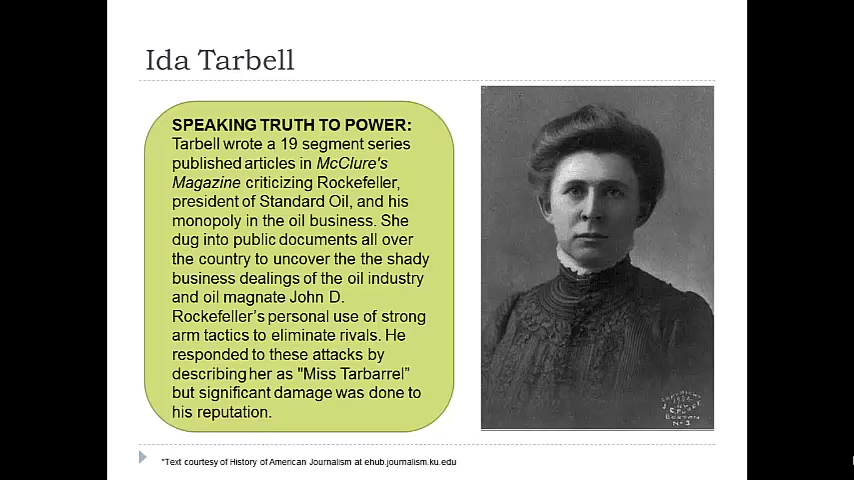 Ida Tarbell
SPEAKING TRUTH TO POWER:
Tarbell wrote a 19 segment series
published articles in McClure's
Magazine criticizing Rockefeller,
president of Standard Oil, and his
monopoly in the oil business. She
dug into public documents all over
the country to uncover the the shady
business dealings of the oil industry
and oil magnate John D.
Rockefeller’s personal use of strong
arm tactics to eliminate rivals. He
responded to these attacks by
describing her as "Miss Tarbarrel”
but significant damage was done to
his reputation.
COPYRIGHT
BOSTON
Nº 3
*Text courtesy of History of American Journalism at ehub.journalism.ku.edu